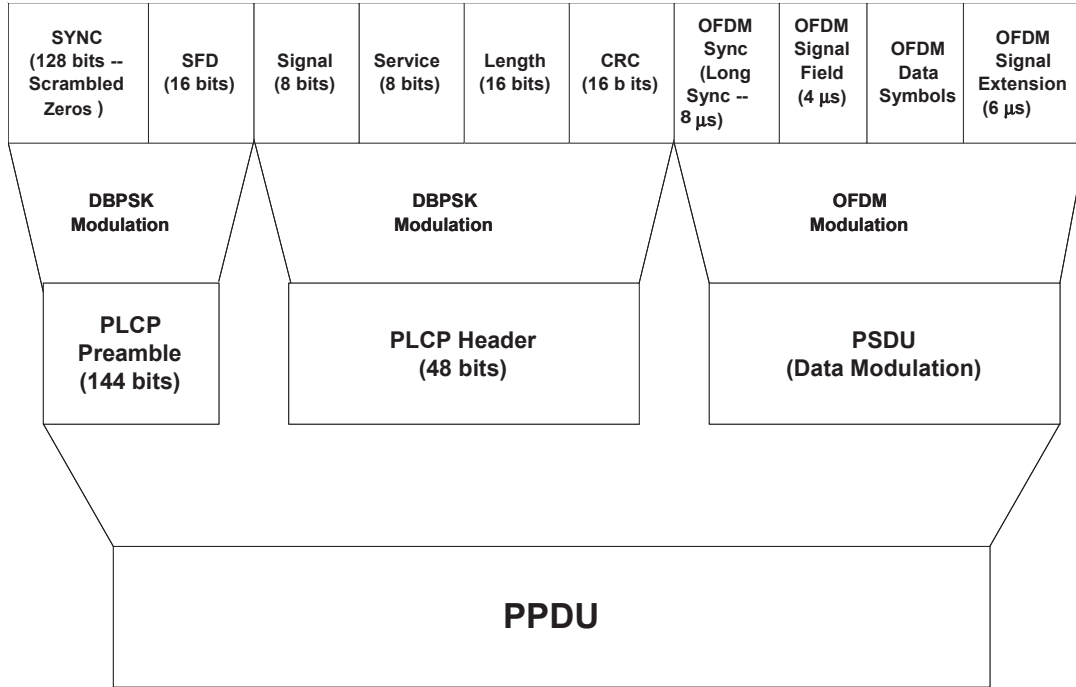 SYNC
(128 bits --
Scrambled
Zeros )
SFD
(16 bits)
Signal
(8 bits)
Service
(8 bits)
Length
(16 bits)
CRC
(16 b its)
OFDM
Sync
(Long
Sync --
8 μs)
OFDM
Signal
Field
(4 μs)
OFDM
Data
Symbols
OFDM
Signal
Extension
(6 μs)
DBPSK
Modulation
DBPSK
Modulation
OFDM
Modulation
PLCP
Preamble
(144 bits)
PLCP Header
(48 bits)
PSDU
(Data Modulation)
PPDU